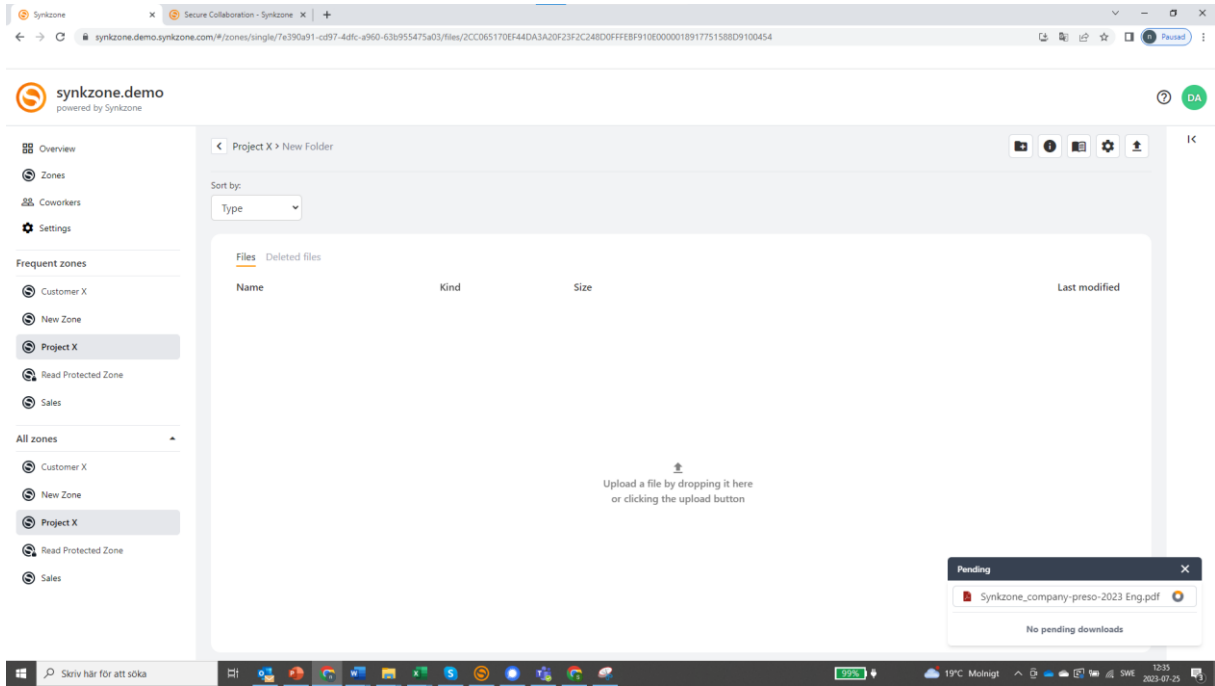 Synkzone
Secure Collaboration - Synkzone
synkzone.demo.synkzone.com/#/zones/single/7e390a91-cd97-4dfc-a960-63b955475a03/files/2CC065170EF44DA3A20F23F2C248D0FFFEBF910E0000018917751588D9100454
n Paused
synkzone.demo
powered by Synkzone
DA
Overview
Zones
Coworkers
Settings
Frequent zones
Customer X
New Zone
Project X
Read Protected Zone
Sales
All zones
Customer X
New Zone
Project X
Read Protected Zone
Sales
Project X > New Folder
Sort by:
Type
Files Deleted files
Name Kind Size Last modified
Upload a file by dropping it here
or clicking the upload button
Pending
Synkzone_company-preso-2023 Eng.pdf
No pending downloads
Skriv här för att söka
99%
19°C Molnigt
SWE
12:35
2023-07-25